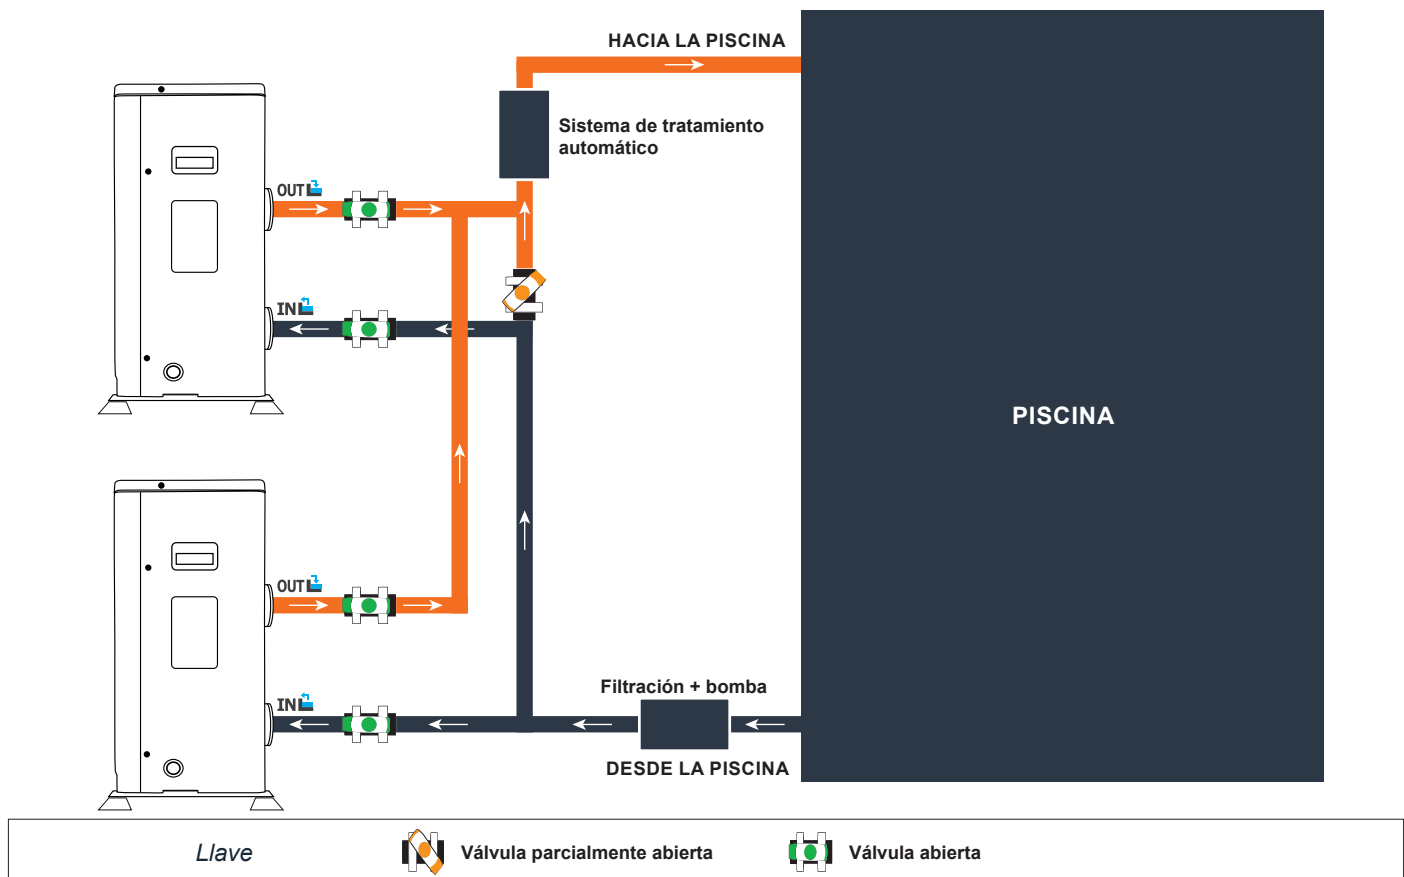 HACIA LA PISCINA
Sistema de tratamiento
automático
OUT
IN
PISCINA
OUT
IN
Filtración + bomba
DESDE LA PISCINA
Llave
Válvula parcialmente abierta
Válvula abierta